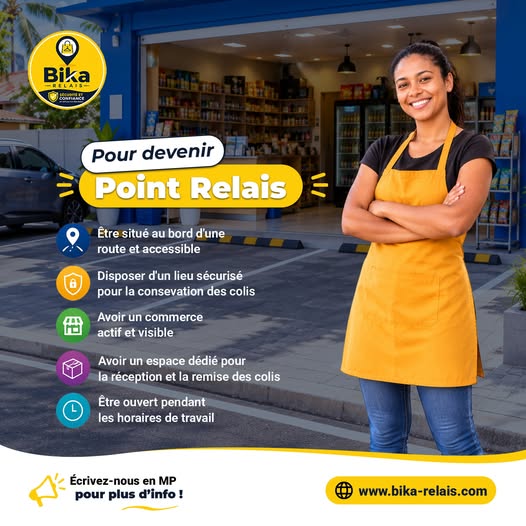 Bika
RELAIS
SÉCURITÉ ET
CONFIANCE
Pour devenir
Point Relais
Être situé au bord d'une
route et accessible
Disposer d'un lieu sécurisé
pour la consevation des colis
Avoir un commerce
actif et visible
Avoir un espace dédié pour
la réception et la remise des colis
Être ouvert pendant
les horaires de travail
Écrivez-nous en MP
pour plus d'info !
www.bika-relais.com